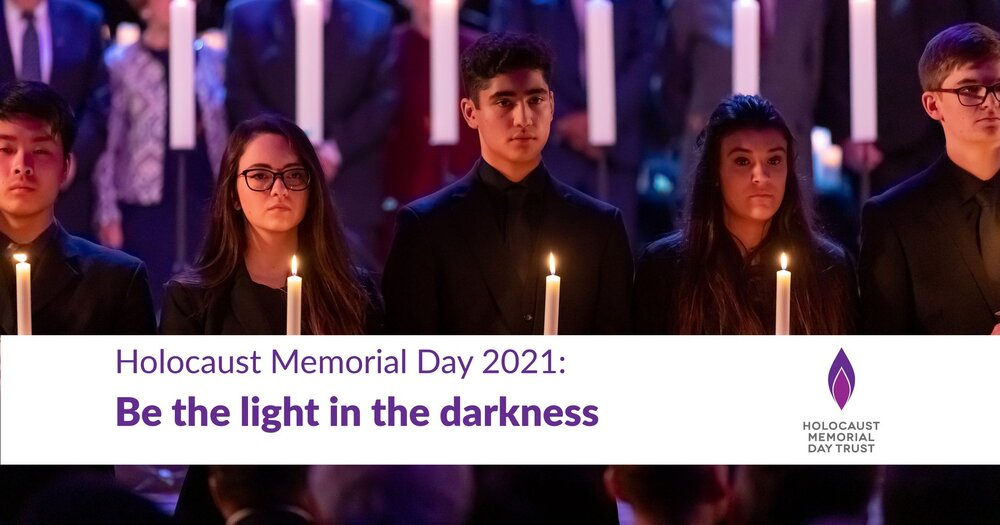 Holocaust Memorial Day 2021:
Be the light in the darkness
HOLOCAUST
MEMORIAL
DAY TRUST